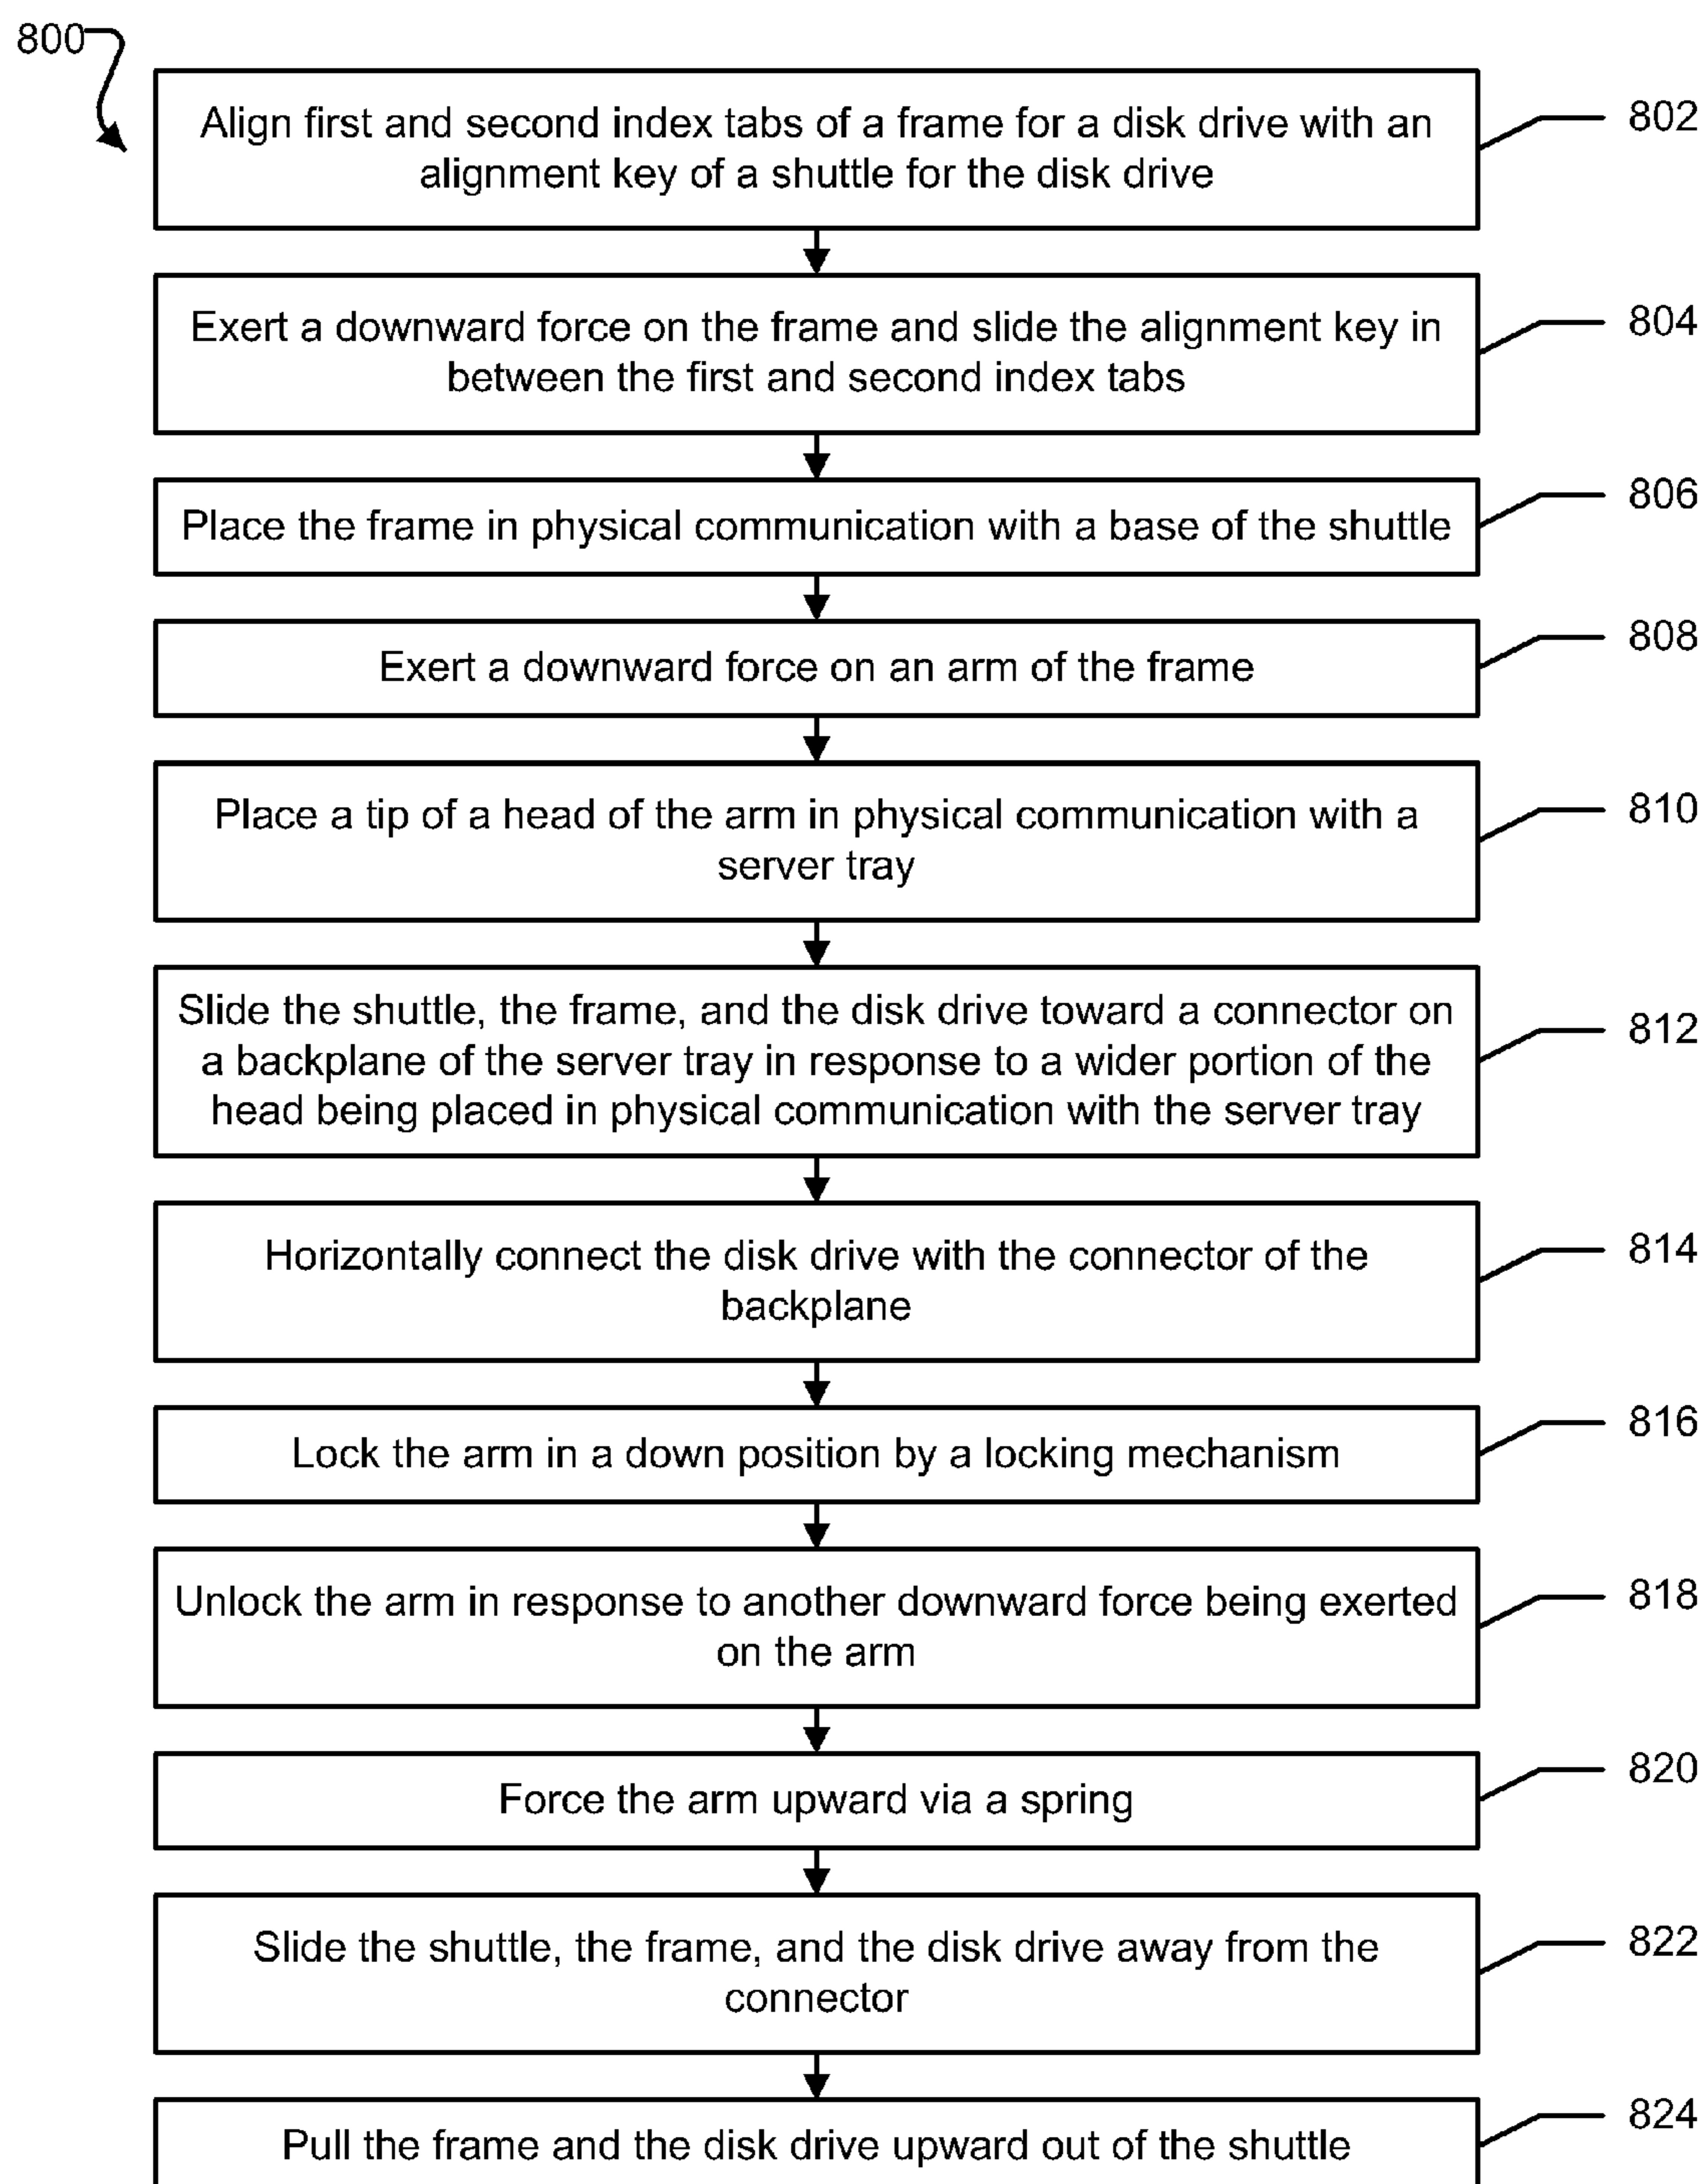 800
Align first and second index tabs of a frame for a disk drive with an
alignment key of a shuttle for the disk drive
802
Exert a downward force on the frame and slide the alignment key in
between the first and second index tabs
804
Place the frame in physical communication with a base of the shuttle
806
Exert a downward force on an arm of the frame
808
Place a tip of a head of the arm in physical communication with a
server tray
810
Slide the shuttle, the frame, and the disk drive toward a connector on
a backplane of the server tray in response to a wider portion of the
head being placed in physical communication with the server tray
812
Horizontally connect the disk drive with the connector of the
backplane
814
Lock the arm in a down position by a locking mechanism
816
Unlock the arm in response to another downward force being exerted
on the arm
818
Force the arm upward via a spring
820
Slide the shuttle, the frame, and the disk drive away from the
connector
822
Pull the frame and the disk drive upward out of the shuttle
824